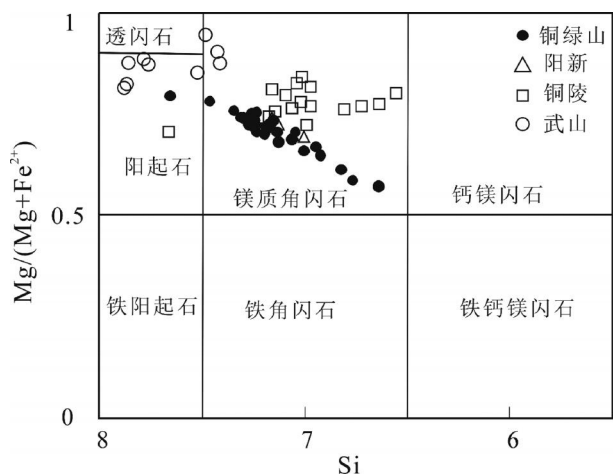 1
透闪石
铜绿山
阳新
铜陵
武山
阳起石
镁质角闪石
钙镁闪石
0.5
Mg/(Mg+Fe²⁺)
铁阳起石
铁角闪石
铁钙镁闪石
0
8
7
6
Si